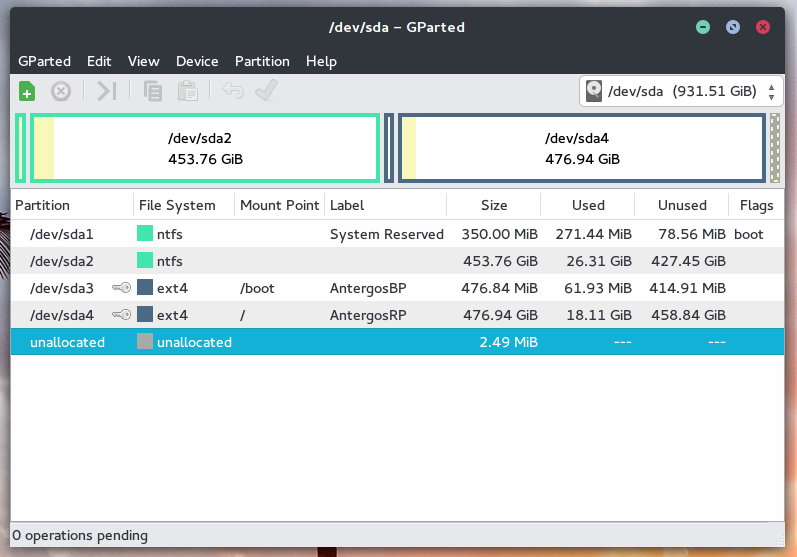 /dev/sda – GParted
GParted Edit View Device Partition Help
/dev/sda (931.51 GiB)
/dev/sda2
453.76 GiB
/dev/sda4
476.94 GiB
Partition File System Mount Point Label Size Used Unused Flags
/dev/sda1 ntfs System Reserved 350.00 MiB 271.44 MiB 78.56 MiB boot
/dev/sda2 ntfs 453.76 GiB 26.31 GiB 427.45 GiB
/dev/sda3 ext4 /boot AntergosBP 476.84 MiB 61.93 MiB 414.91 MiB
/dev/sda4 ext4 / AntergosRP 476.94 GiB 18.11 GiB 458.84 GiB
unallocated unallocated 2.49 MiB --- ---
0 operations pending